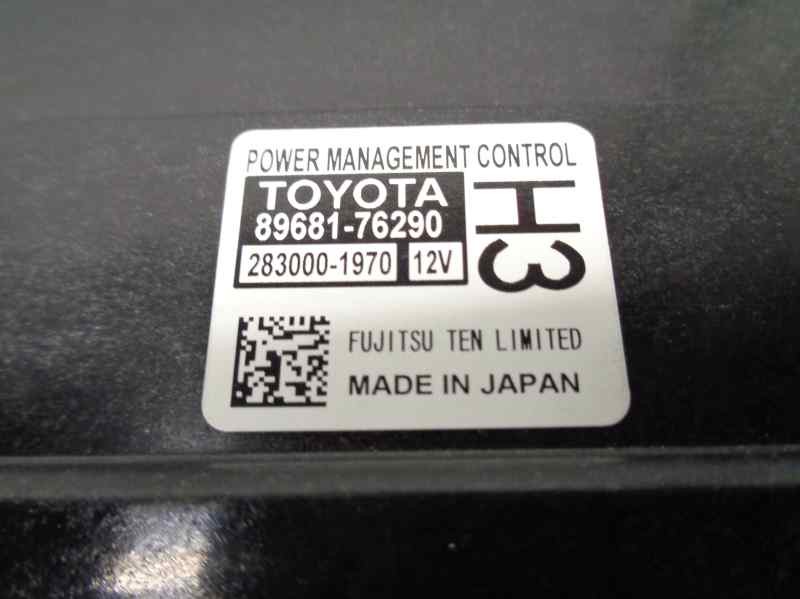 POWER MANAGEMENT CONTROL
TOYOTA
89681-76290
283000-1970 12V
H3
FUJITSU TEN LIMITED
MADE IN JAPAN